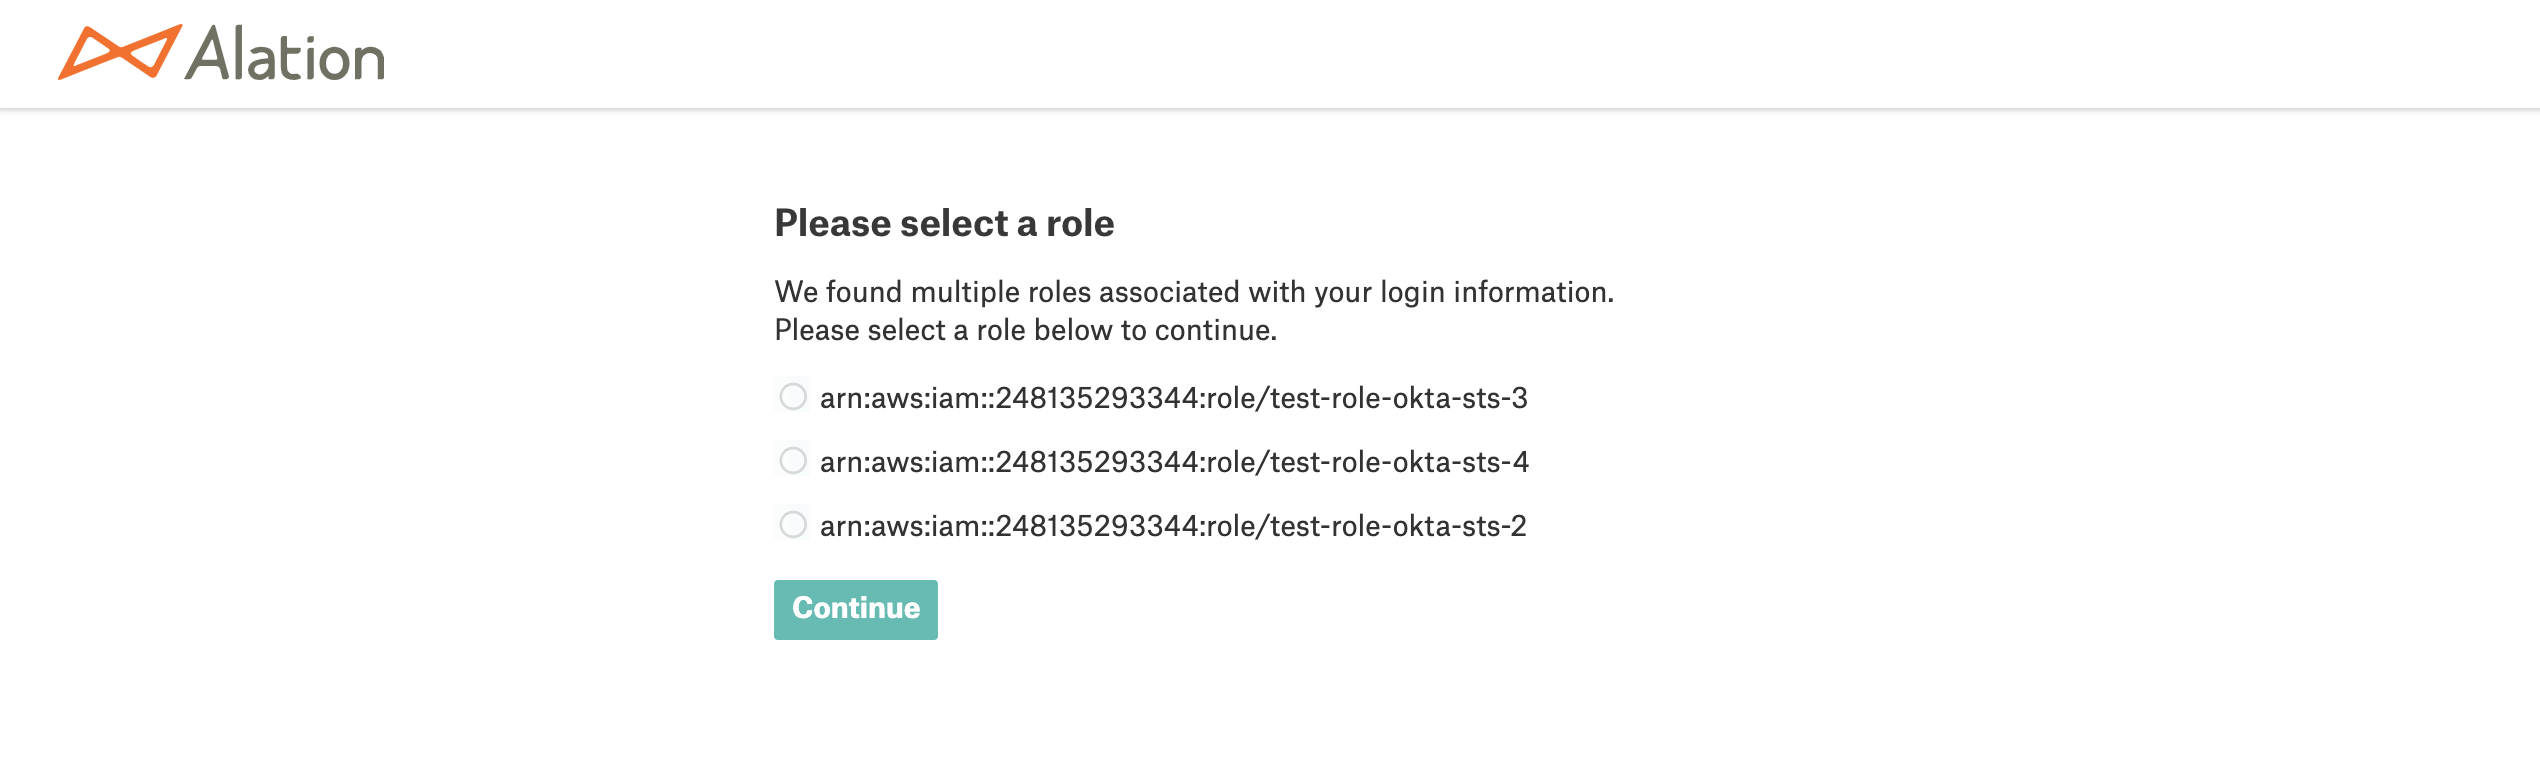 Alation
Please select a role
We found multiple roles associated with your login information.
Please select a role below to continue.
arn:aws:iam::248135293344:role/test-role-okta-sts-3
arn:aws:iam::248135293344:role/test-role-okta-sts-4
arn:aws:iam::248135293344:role/test-role-okta-sts-2
Continue